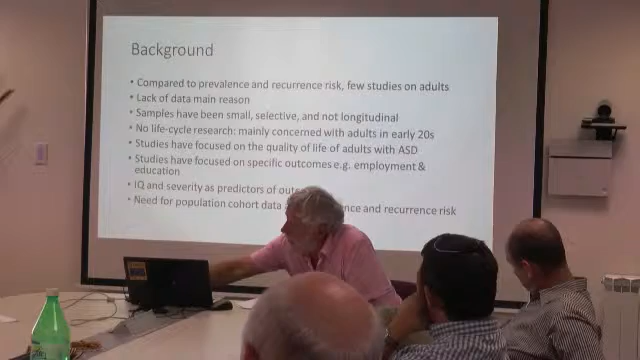 Background
• Compared to prevalence and recurrence risk, few studies on adults
• Lack of data main reason
• Samples have been small, selective, and not longitudinal
• No life-cycle research: mainly concerned with adults in early 20s
• Studies have focused on the quality of life of adults with ASD
• Studies have focused on specific outcomes e.g. employment &
education
• IQ and severity as predictors of
• Need for population cohort data and recurrence risk